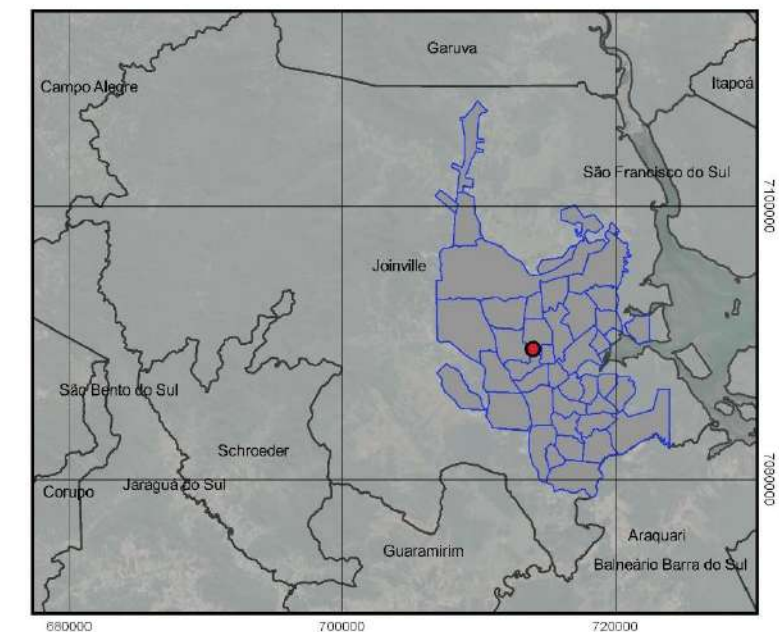 Garuva
Campo Alegre
Itapoá
São Francisco do Sul
7100000
Joinville
São Bento do Sul
Schroeder
Corupo
Jaraguá do Sul
7080000
Araquari
Guaramirim
Balneário Barra do Sul
680000
700000
720000